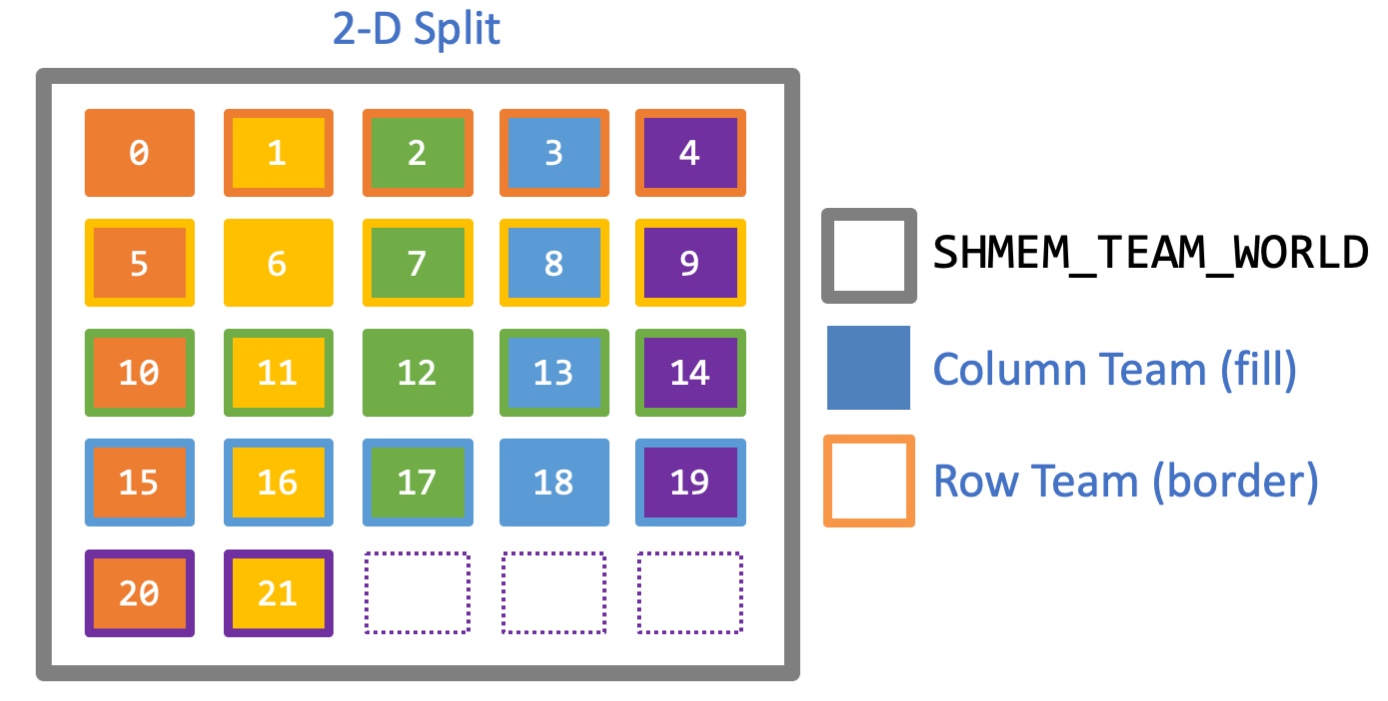 2-D Split
0 1 2 3 4
5 6 7 8 9
10 11 12 13 14
15 16 17 18 19
20 21
SHMEM_TEAM_WORLD
Column Team (fill)
Row Team (border)